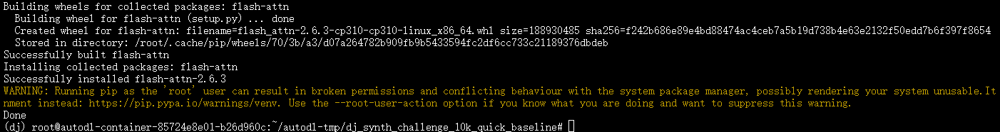 Building wheels for collected packages: flash-attn
  Building wheel for flash-attn (setup.py) ... done
  Created wheel for flash-attn: filename=flash_attn-2.6.3-cp310-cp310-linux_x86_64.whl size=188930485 sha256=f242b686e89e4bd88474ac4ceb7a5b19d738b4e63e2132f50edd7b6f397f8654
  Stored in directory: /root/.cache/pip/wheels/70/3b/a3/d07a264782b909fb9b5433594fc2df6cc733c21189376dbdeb
Successfully built flash-attn
Installing collected packages: flash-attn
Successfully installed flash-attn-2.6.3
WARNING: Running pip as the 'root' user can result in broken permissions and conflicting behaviour with the system package manager, possibly rendering your system unusable.It
nment instead: https://pip.pypa.io/warnings/venv. Use the --root-user-action option if you know what you are doing and want to suppress this warning.
Done
(dj) root@autodl-container-85724e8e01-b26d960c:~/autodl-tmp/dj_synth_challenge_10k_quick_baseline#